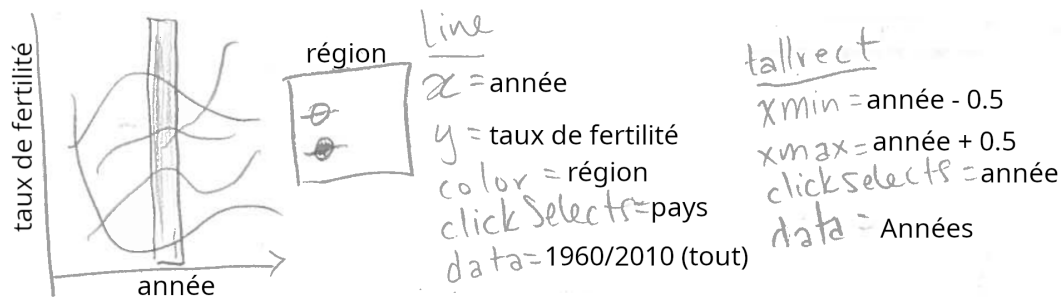 taux de fertilité
année
région
line
x = année
y = taux de fertilité
color = région
clickSelects=pays
data=1960/2010 (tout)
tallrect
xmin = année - 0.5
xmax= année + 0.5
clickselects = année
data = Années